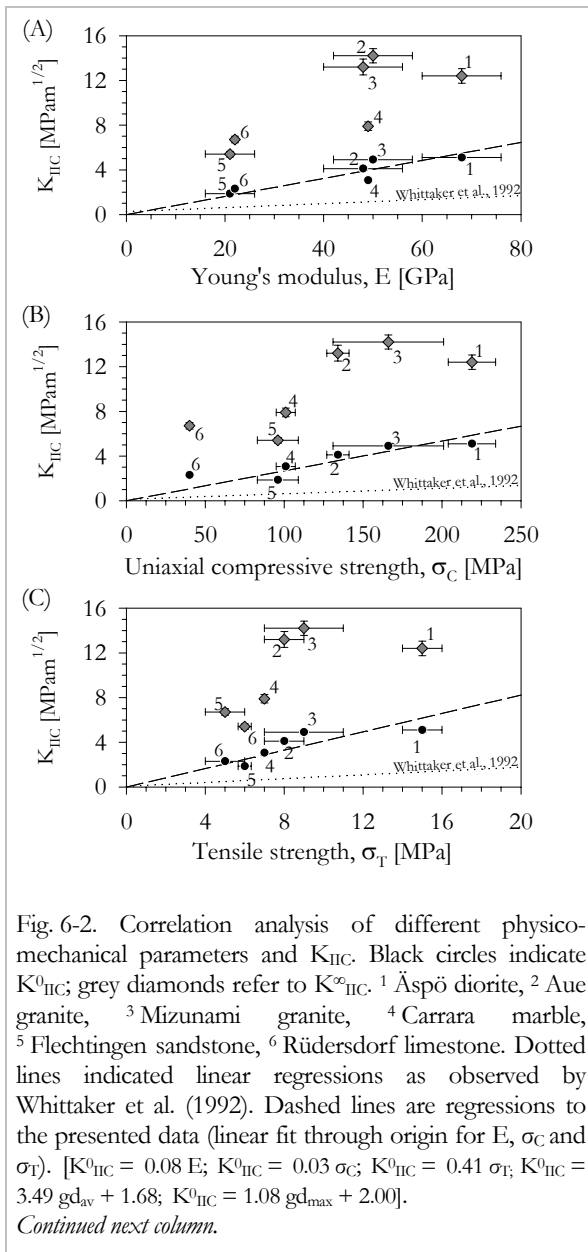 (A)
16
12
8
4
0
K_IIC [MPam^1/2]
2
3
1
4
6
5
5
6
2
3
4
1
Whittaker et al., 1992
0 20 40 60 80
Young's modulus, E [GPa]
(B)
16
12
8
4
0
K_IIC [MPam^1/2]
2
3
1
4
5
6
6
5
4
2
3
1
Whittaker et al., 1992
0 50 100 150 200 250
Uniaxial compressive strength, σ_C [MPa]
(C)
16
12
8
4
0
K_IIC [MPam^1/2]
2
3
1
4
5
6
6
5
4
2
3
1
Whittaker et al., 1992
0 4 8 12 16 20
Tensile strength, σ_T [MPa]
Fig. 6-2. Correlation analysis of different physico-
mechanical parameters and K_IIC. Black circles indicate
K⁰_IIC; grey diamonds refer to K^∞_IIC. ¹ Äspö diorite, ² Aue
granite, ³ Mizunami granite, ⁴ Carrara marble,
⁵ Flechtingen sandstone, ⁶ Rüdersdorf limestone. Dotted
lines indicated linear regressions as observed by
Whittaker et al. (1992). Dashed lines are regressions to
the presented data (linear fit through origin for E, σ_C and
σ_T). [K⁰_IIC = 0.08 E; K⁰_IIC = 0.03 σ_C; K⁰_IIC = 0.41 σ_T; K⁰_IIC =
3.49 gd_av + 1.68; K⁰_IIC = 1.08 gd_max + 2.00].
Continued next column.